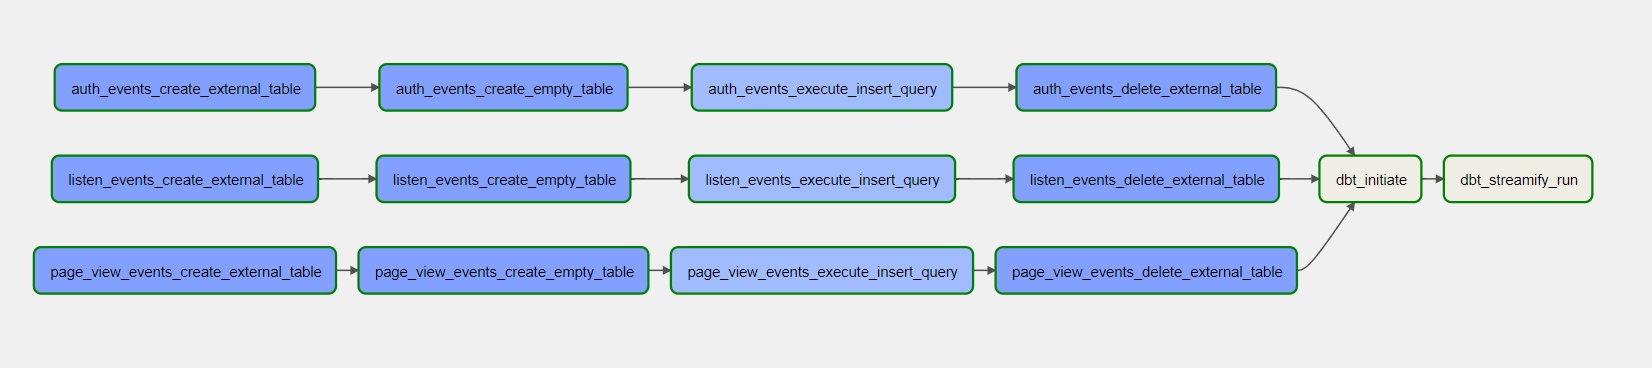 auth_events_create_external_table
auth_events_create_empty_table
auth_events_execute_insert_query
auth_events_delete_external_table
listen_events_create_external_table
listen_events_create_empty_table
listen_events_execute_insert_query
listen_events_delete_external_table
dbt_initiate
dbt_streamify_run
page_view_events_create_external_table
page_view_events_create_empty_table
page_view_events_execute_insert_query
page_view_events_delete_external_table